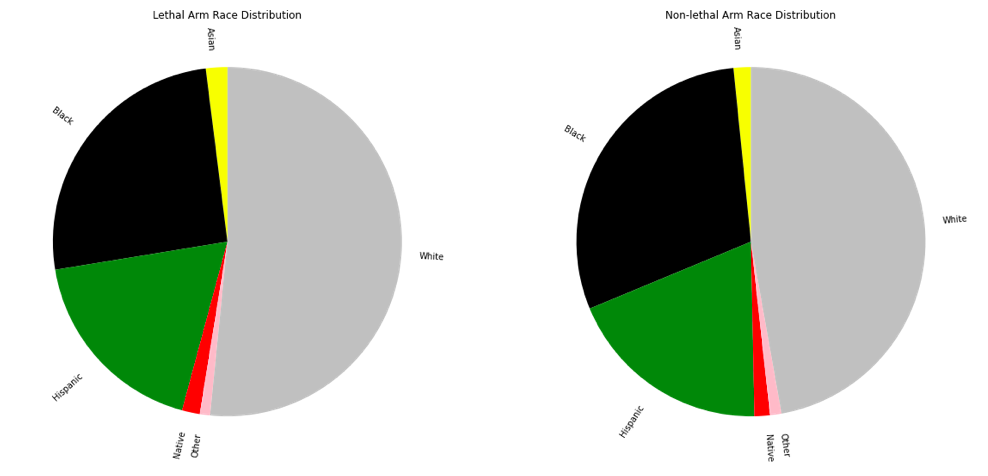 Lethal Arm Race Distribution
Asian
Black
White
Hispanic
Native
Other
Non-lethal Arm Race Distribution
Asian
Black
White
Hispanic
Native
Other